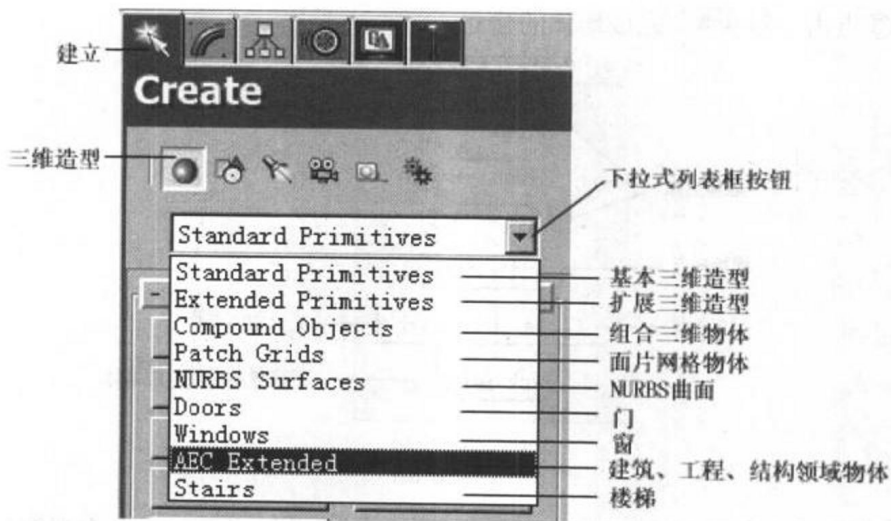 建立
Create
三维造型
下拉式列表框按钮
Standard Primitives
Standard Primitives 基本三维造型
Extended Primitives 扩展三维造型
Compound Objects 组合三维物体
Patch Grids 面片网格物体
NURBS Surfaces NURBS曲面
Doors 门
Windows 窗
AEC Extended 建筑、工程、结构领域物体
Stairs 楼梯